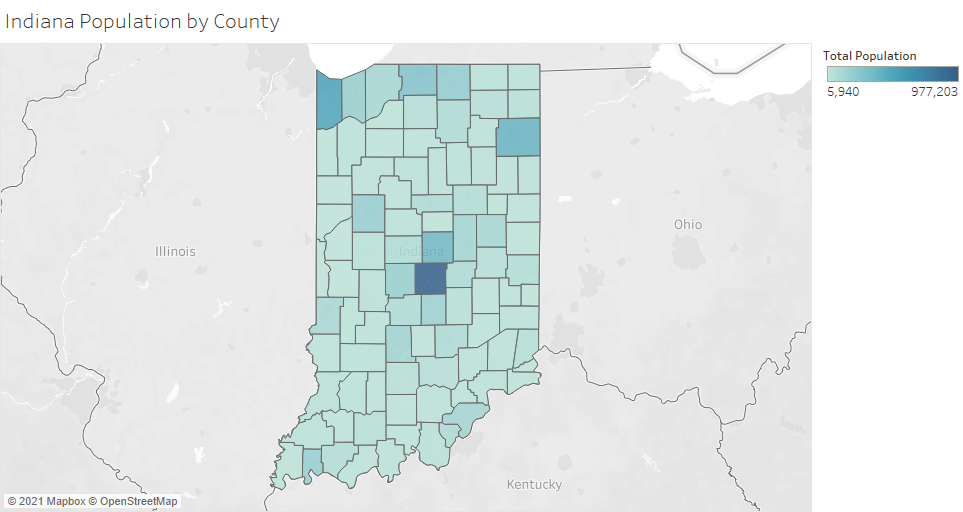 Indiana Population by County
Total Population
5,940 977,203
Illinois
Indiana
Ohio
Kentucky
© 2021 Mapbox © OpenStreetMap